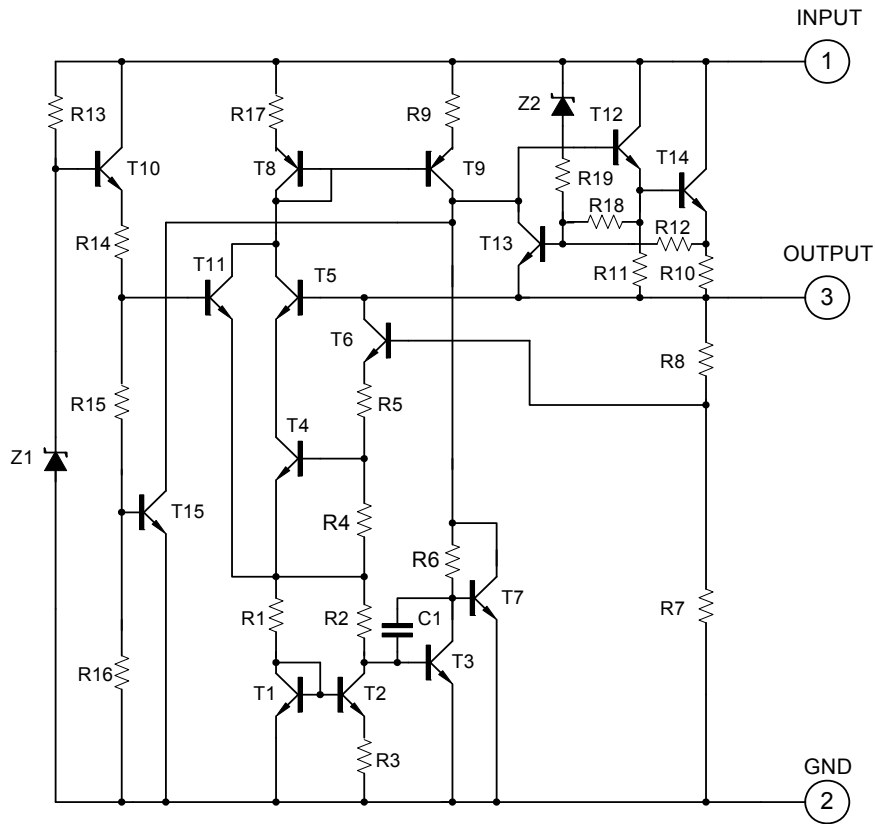 INPUT
1
R13
R17
R9
Z2
T12
T10
T8
T9
T14
R19
R18
R14
T13
R12
T11
T5
R11
R10
OUTPUT
3
T6
R8
R15
R5
T4
Z1
T15
R4
R6
T7
R1
R2
C1
R7
R16
T3
T1
T2
R3
GND
2